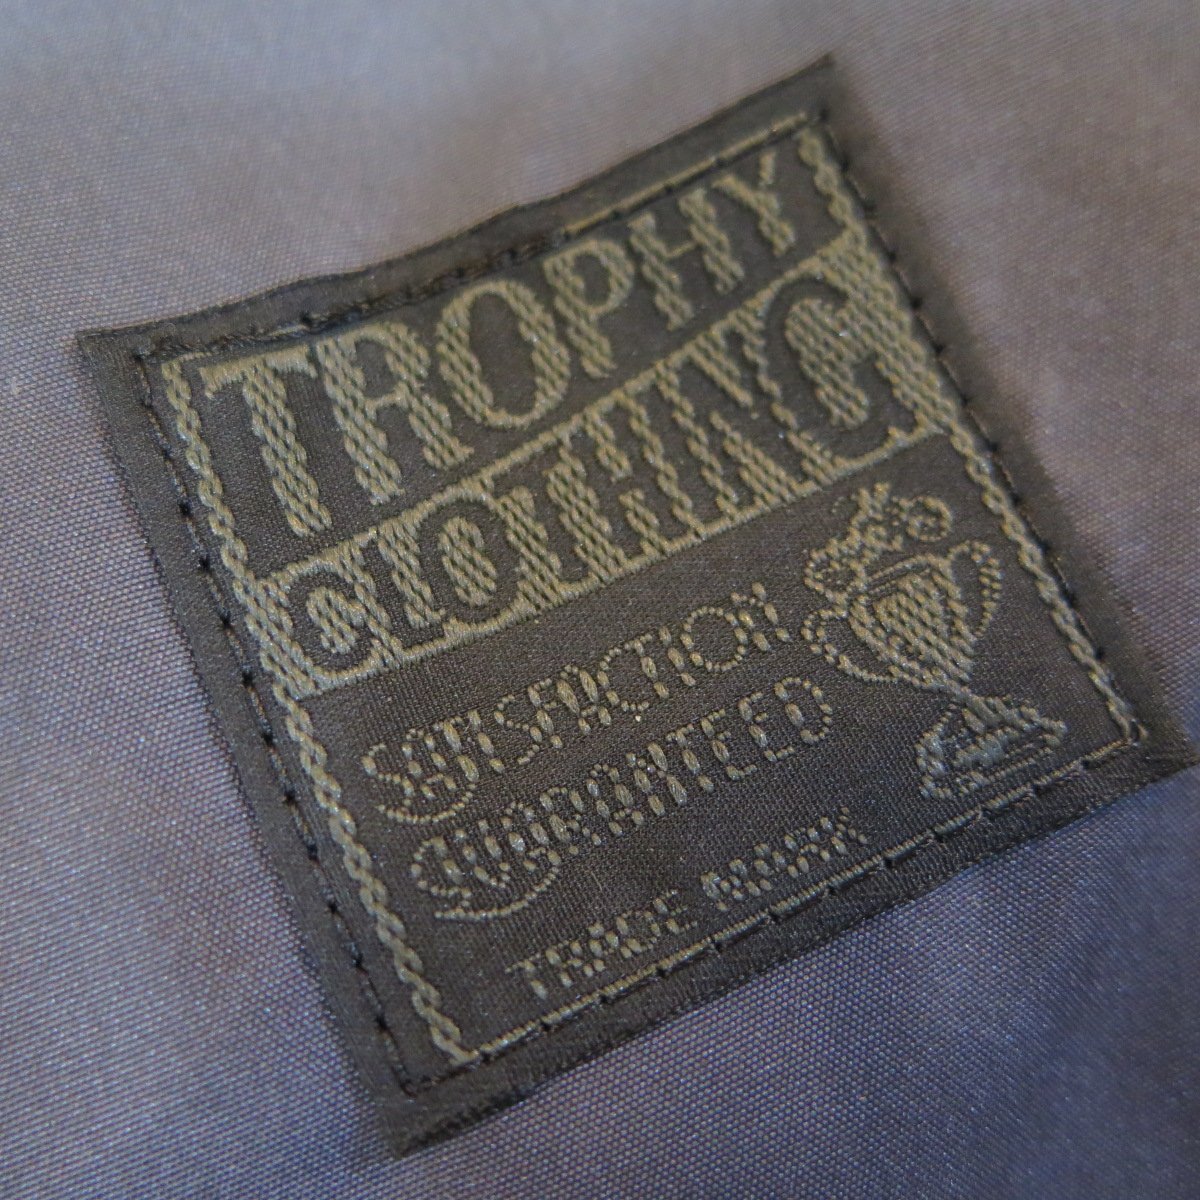 TROPHY
CLOTHING
SATISFACTION
GUARANTEED
TRADE MARK